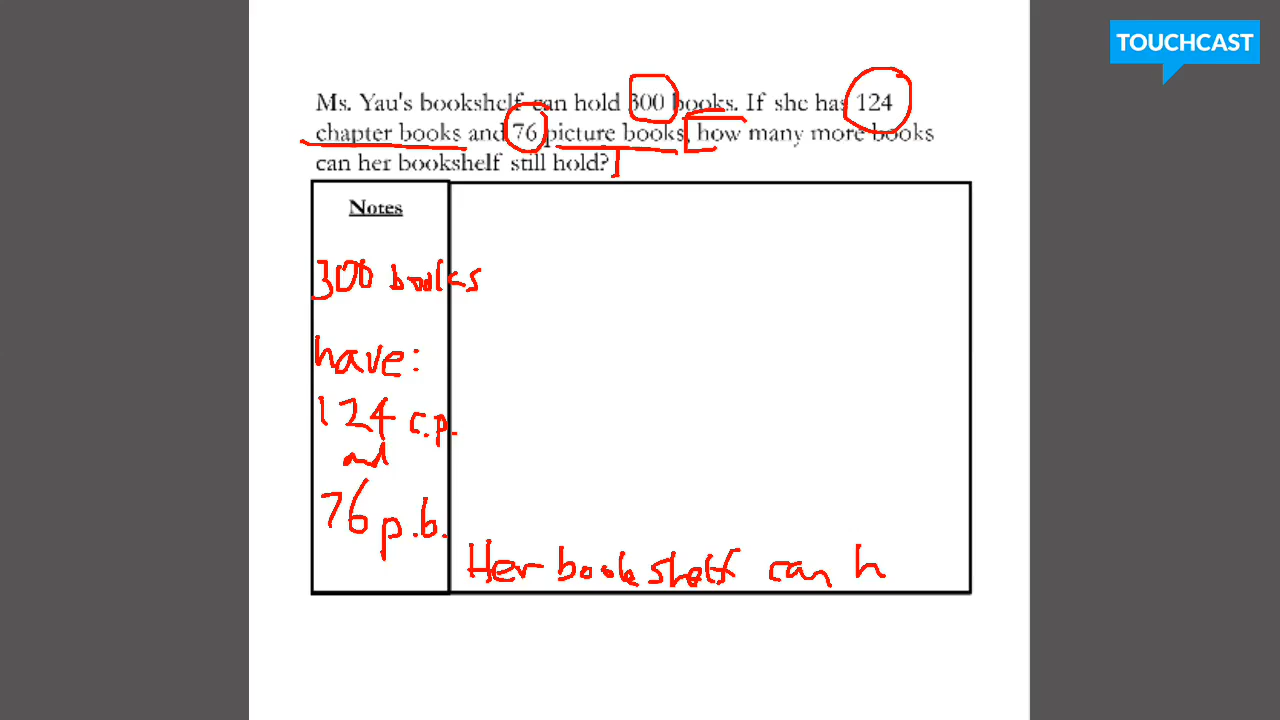 TOUCHCAST
Ms. Yau's bookshelf can hold 300 books. If she has 124
chapter books and 76 picture books, how many more books
can her bookshelf still hold?
Notes
300 books
have:
124 c.p.
and
76 p.b.
Her bookshelf can h